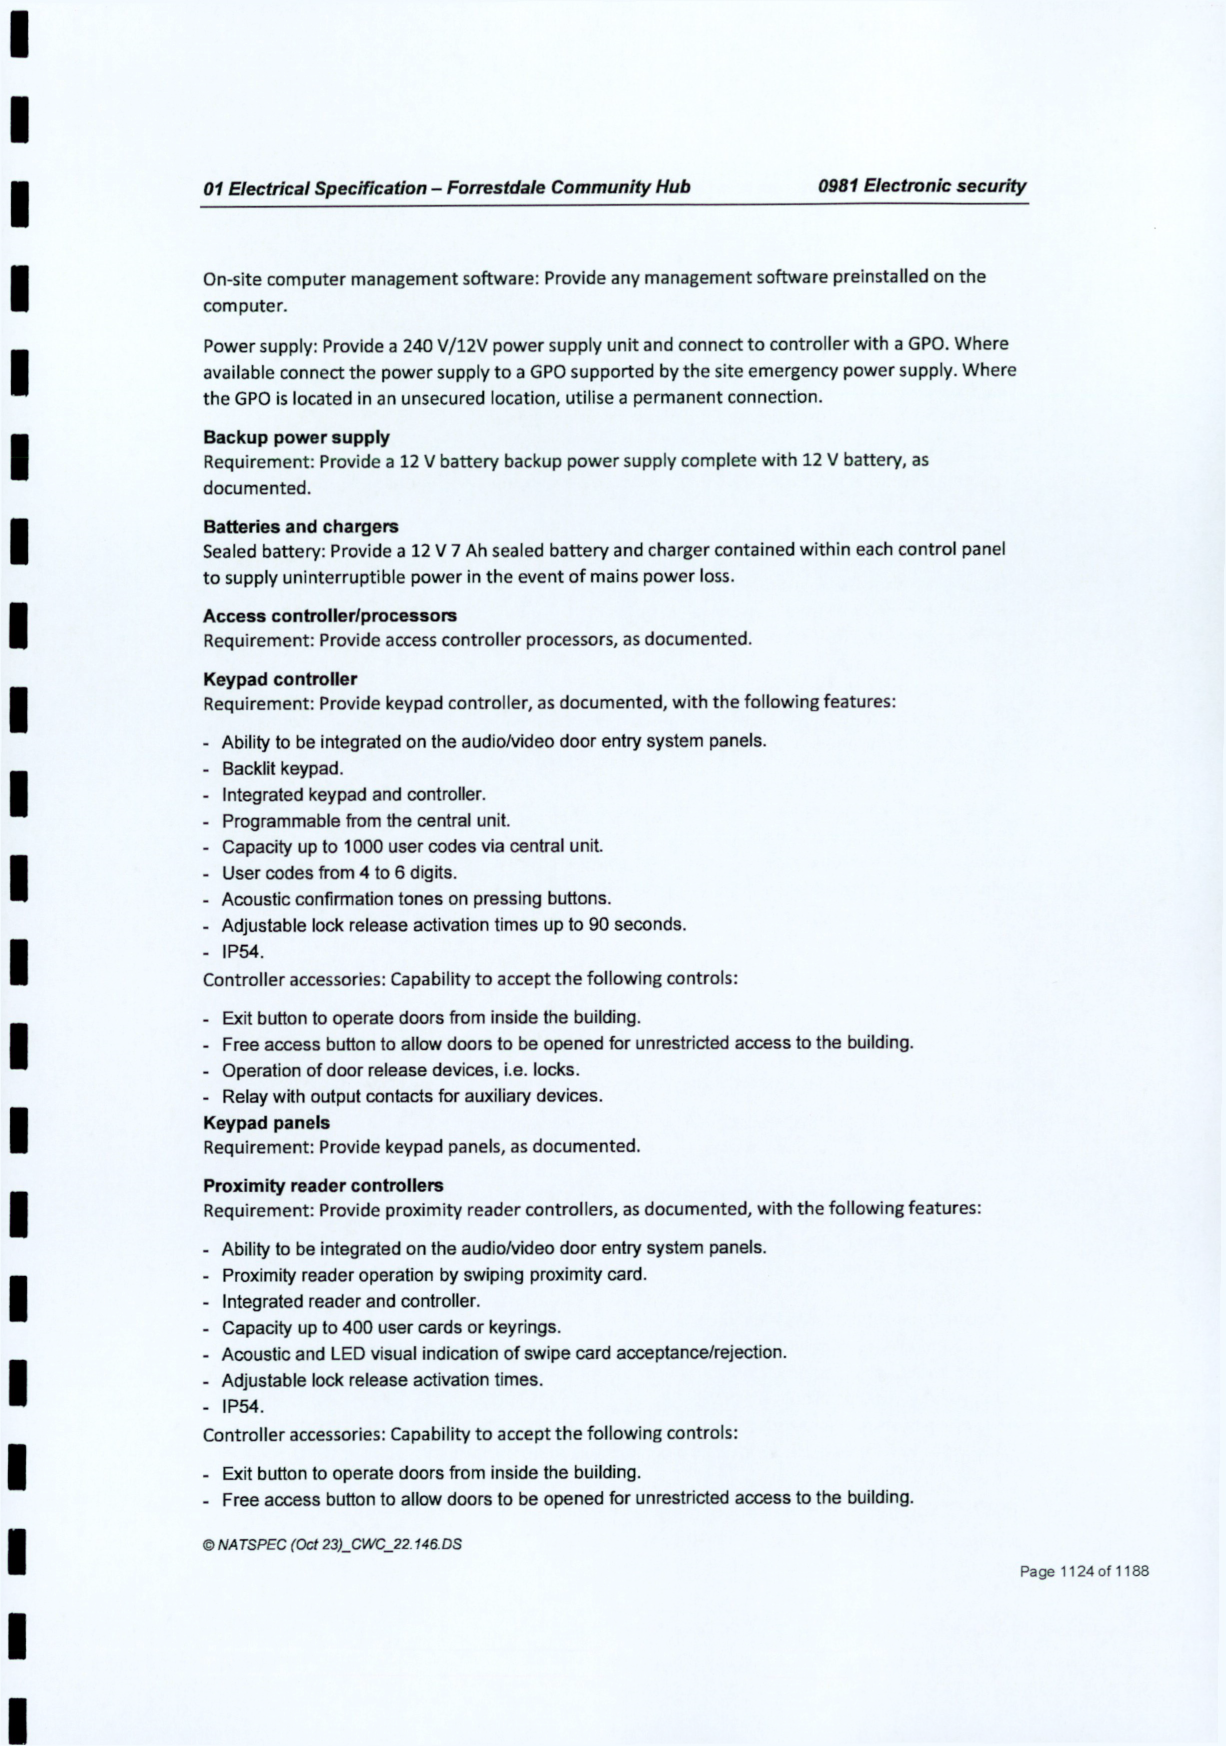 01 Electrical Specification – Forrestdale Community Hub 0981 Electronic security
On-site computer management software: Provide any management software preinstalled on the
computer.
Power supply: Provide a 240 V/12V power supply unit and connect to controller with a GPO. Where
available connect the power supply to a GPO supported by the site emergency power supply. Where
the GPO is located in an unsecured location, utilise a permanent connection.
Backup power supply
Requirement: Provide a 12 V battery backup power supply complete with 12 V battery, as
documented.
Batteries and chargers
Sealed battery: Provide a 12 V 7 Ah sealed battery and charger contained within each control panel
to supply uninterruptible power in the event of mains power loss.
Access controller/processors
Requirement: Provide access controller processors, as documented.
Keypad controller
Requirement: Provide keypad controller, as documented, with the following features:
- Ability to be integrated on the audio/video door entry system panels.
- Backlit keypad.
- Integrated keypad and controller.
- Programmable from the central unit.
- Capacity up to 1000 user codes via central unit.
- User codes from 4 to 6 digits.
- Acoustic confirmation tones on pressing buttons.
- Adjustable lock release activation times up to 90 seconds.
- IP54.
Controller accessories: Capability to accept the following controls:
- Exit button to operate doors from inside the building.
- Free access button to allow doors to be opened for unrestricted access to the building.
- Operation of door release devices, i.e. locks.
- Relay with output contacts for auxiliary devices.
Keypad panels
Requirement: Provide keypad panels, as documented.
Proximity reader controllers
Requirement: Provide proximity reader controllers, as documented, with the following features:
- Ability to be integrated on the audio/video door entry system panels.
- Proximity reader operation by swiping proximity card.
- Integrated reader and controller.
- Capacity up to 400 user cards or keyrings.
- Acoustic and LED visual indication of swipe card acceptance/rejection.
- Adjustable lock release activation times.
- IP54.
Controller accessories: Capability to accept the following controls:
- Exit button to operate doors from inside the building.
- Free access button to allow doors to be opened for unrestricted access to the building.
© NATSPEC (Oct 23)_CWC_22.146.DS
Page 1124 of 1188